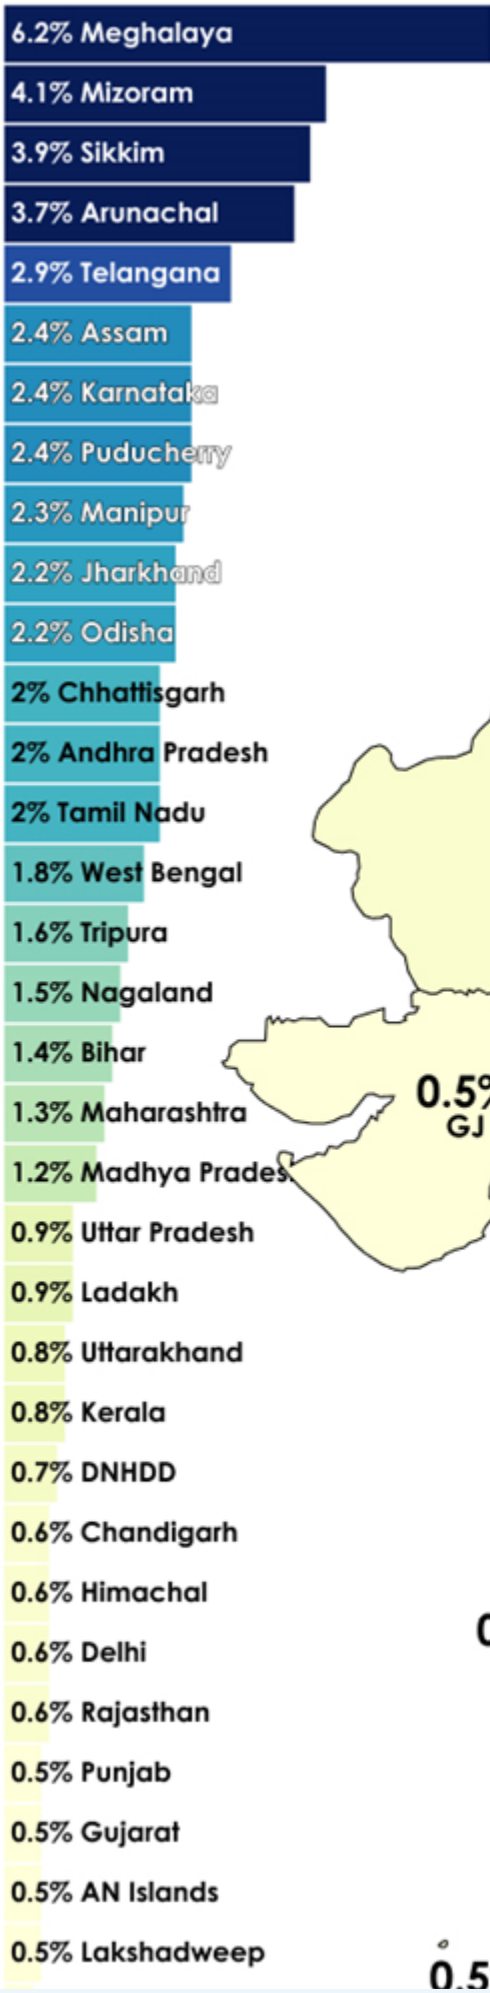 6.2% Meghalaya
4.1% Mizoram
3.9% Sikkim
3.7% Arunachal
2.9% Telangana
2.4% Assam
2.4% Karnataka
2.4% Puducherry
2.3% Manipur
2.2% Jharkhand
2.2% Odisha
2% Chhattisgarh
2% Andhra Pradesh
2% Tamil Nadu
1.8% West Bengal
1.6% Tripura
1.5% Nagaland
1.4% Bihar
0.5%
GJ
1.3% Maharashtra
1.2% Madhya Prades
0.9% Uttar Pradesh
0.9% Ladakh
0.8% Uttarakhand
0.8% Kerala
0.7% DNHDD
0.6% Chandigarh
0.6% Himachal
0.6% Delhi
0.6% Rajasthan
0.5% Punjab
0.5% Gujarat
0.5% AN Islands
0.5% Lakshadweep
0.5